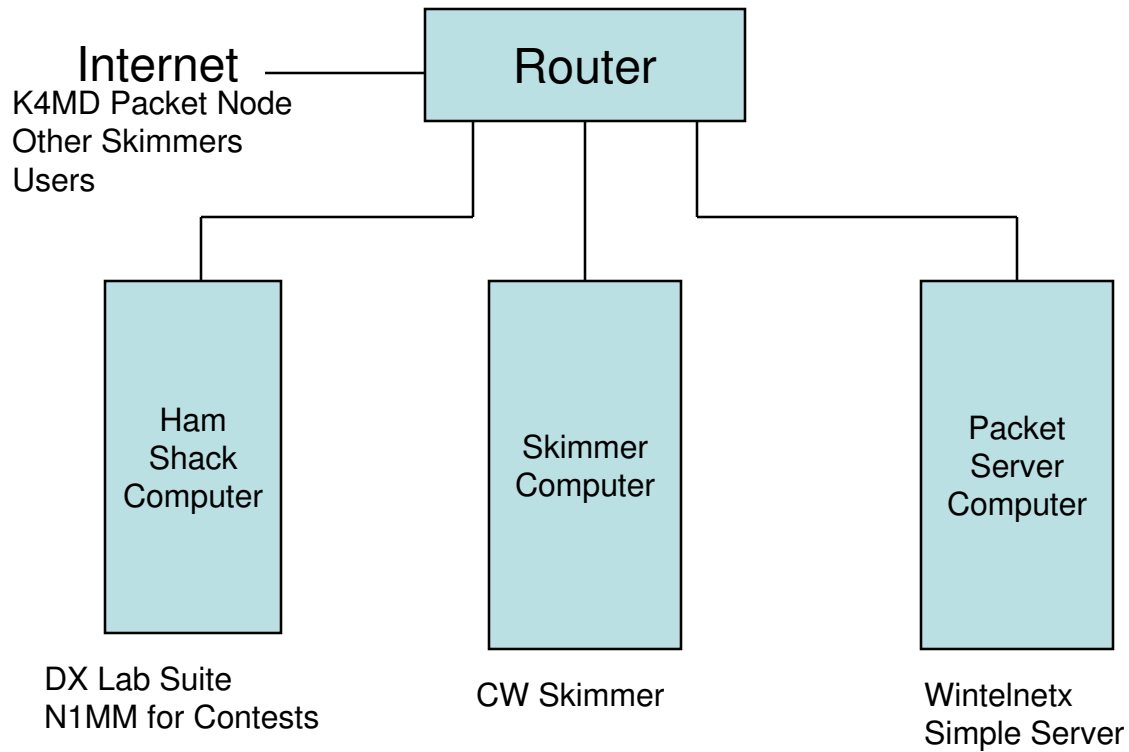 Internet
K4MD Packet Node
Other Skimmers
Users
Router
Ham
Shack
Computer
Skimmer
Computer
Packet
Server
Computer
DX Lab Suite
N1MM for Contests
CW Skimmer
Wintelnetx
Simple Server